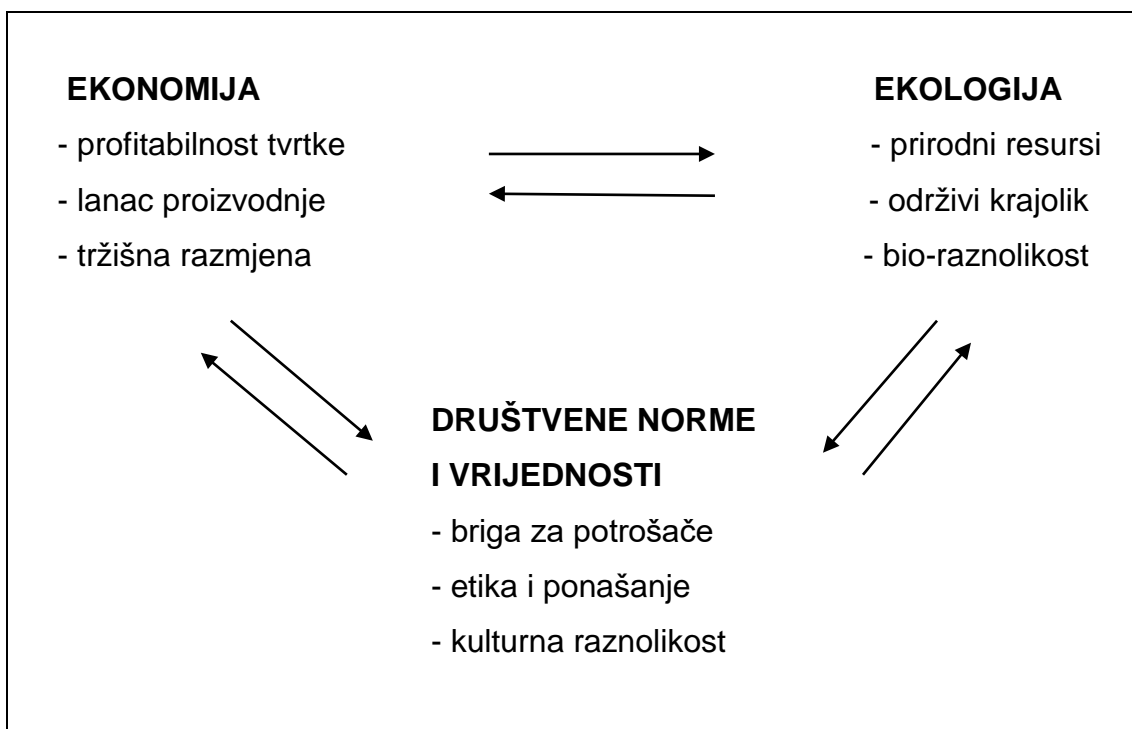 EKONOMIJA
- profitabilnost tvrtke
- lanac proizvodnje
- tržišna razmjena
EKOLOGIJA
- prirodni resursi
- održivi krajolik
- bio-raznolikost
DRUŠTVENE NORME
I VRIJEDNOSTI
- briga za potrošače
- etika i ponašanje
- kulturna raznolikost